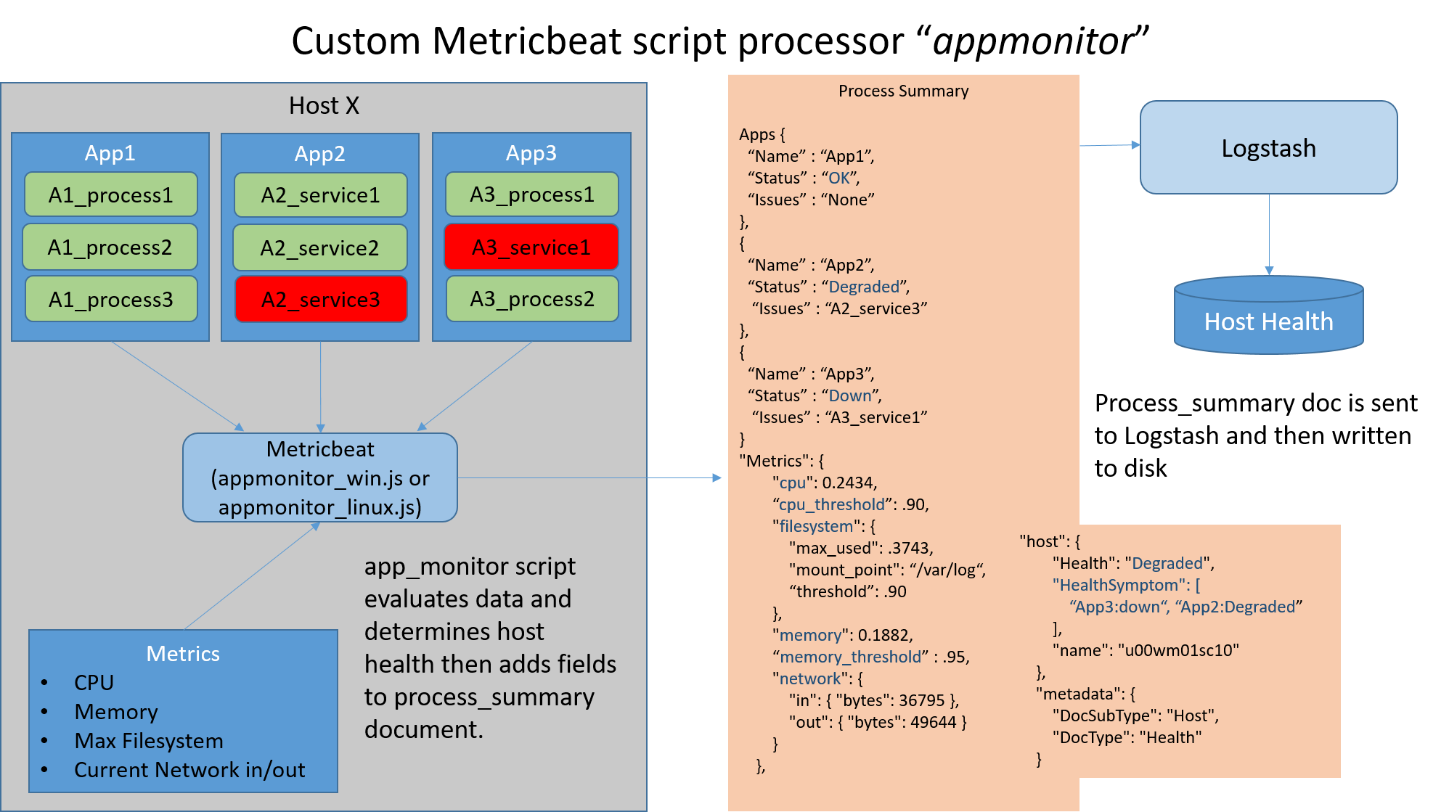 Custom Metricbeat script processor “appmonitor”
Host X
App1
A1_process1
A1_process2
A1_process3
App2
A2_service1
A2_service2
A2_service3
App3
A3_process1
A3_service1
A3_process2
Metricbeat
(appmonitor_win.js or
appmonitor_linux.js)
app_monitor script
evaluates data and
determines host
health then adds fields
to process_summary
document.
Metrics
• CPU
• Memory
• Max Filesystem
• Current Network in/out
Process Summary
Apps {
“Name” : “App1”,
“Status” : “OK”,
“Issues” : “None”
},
{
“Name” : “App2”,
“Status” : “Degraded”,
“Issues” : “A2_service3”
},
{
“Name” : “App3”,
“Status” : “Down”,
“Issues” : “A3_service1”
}
"Metrics": {
"cpu": 0.2434,
“cpu_threshold”: .90,
"filesystem": {
"max_used": .3743,
"mount_point": “/var/log“,
“threshold”: .90
},
"memory": 0.1882,
“memory_threshold” : .95,
"network": {
"in": { "bytes": 36795 },
"out": { "bytes": 49644 }
}
},
"host": {
"Health": "Degraded",
"HealthSymptom": [
“App3:down“, “App2:Degraded”
],
"name": "u00wm01sc10"
},
"metadata": {
"DocSubType": "Host",
"DocType": "Health"
}
Logstash
Host Health
Process_summary doc is sent
to Logstash and then written
to disk